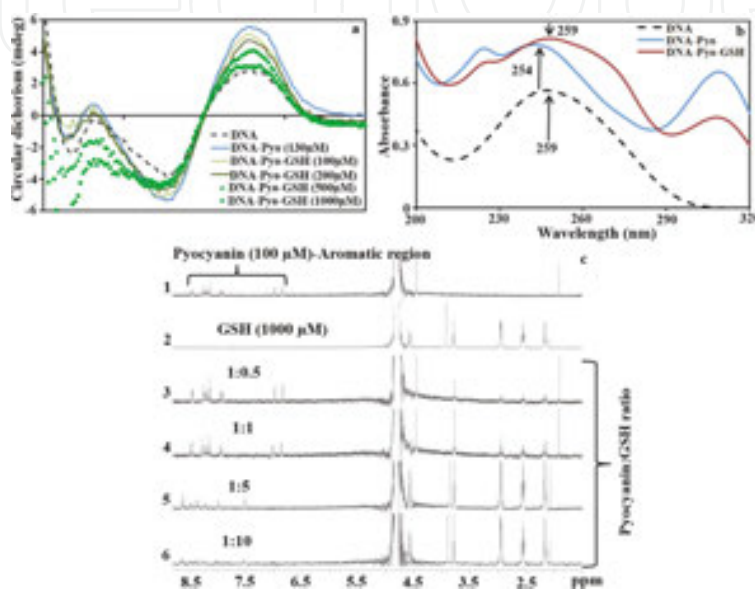 a
6
4
2
0
-2
-4
-6
Circular dichorism (mdeg)
DNA
DNA-Pyo (130μM)
DNA-Pyo-GSH (100μM)
DNA-Pyo-GSH (200μM)
DNA-Pyo-GSH (500μM)
DNA-Pyo-GSH (1000μM)
b
0.9
0.6
0.3
0
Absorbance
259
254
259
DNA
DNA-Pyo
DNA-Pyo-GSH
200 230 260 290 320
Wavelength (nm)
c
Pyocyanin (100 μM)-Aromatic region
1
GSH (1000 μM)
2
1:0.5
3
1:1
4
1:5
5
1:10
6
Pyocyanin:GSH ratio
8.5 7.5 6.5 5.5 4.5 3.5 2.5 ppm